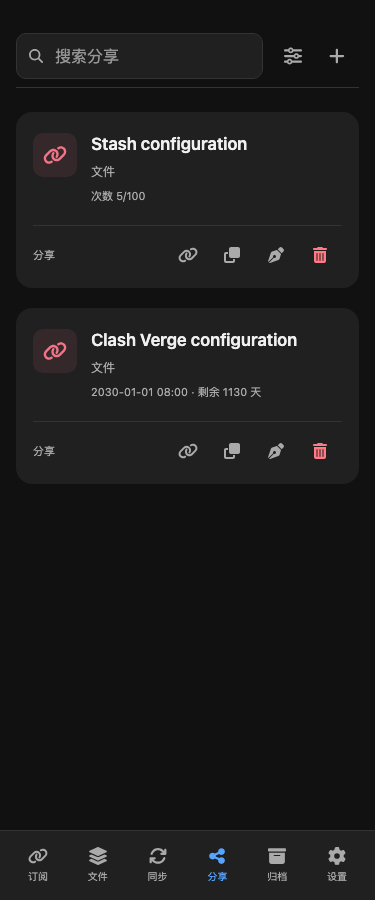 搜索分享
Stash configuration
文件
次数 5/100
分享
Clash Verge configuration
文件
2030-01-01 08:00 · 剩余 1130 天
分享
订阅
文件
同步
分享
归档
设置